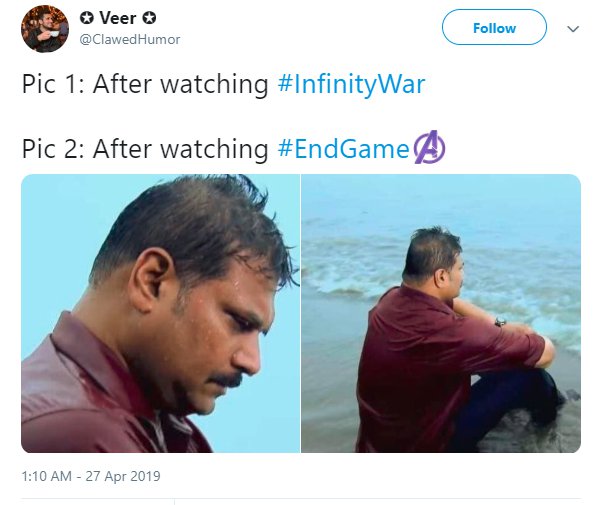 ✪ Veer ✪
@ClawedHumor
Follow
Pic 1: After watching #InfinityWar
Pic 2: After watching #EndGame
1:10 AM - 27 Apr 2019